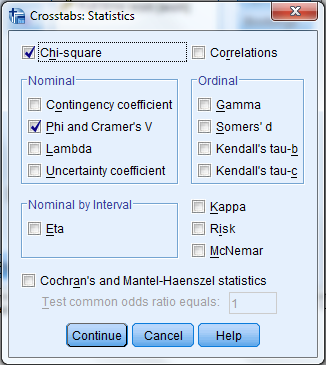 Crosstabs: Statistics
Chi-square
Correlations
Nominal
Contingency coefficient
Phi and Cramer's V
Lambda
Uncertainty coefficient
Ordinal
Gamma
Somers' d
Kendall's tau-b
Kendall's tau-c
Nominal by Interval
Eta
Kappa
Risk
McNemar
Cochran's and Mantel-Haenszel statistics
Test common odds ratio equals: 1
Continue Cancel Help